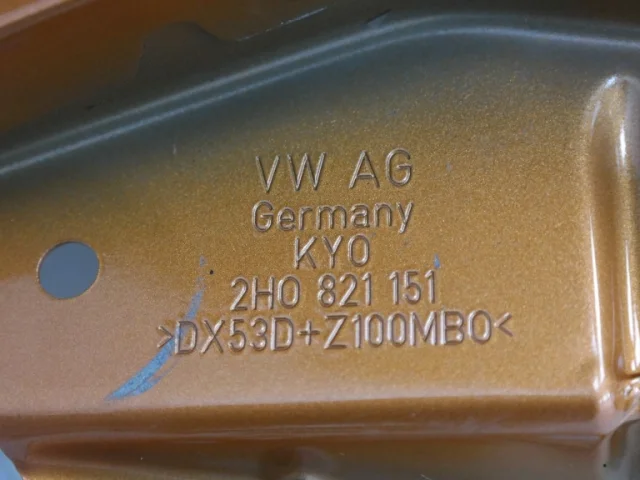 VW AG
Germany
KYO
2H0 821 151
>DX53D+Z100MBO<